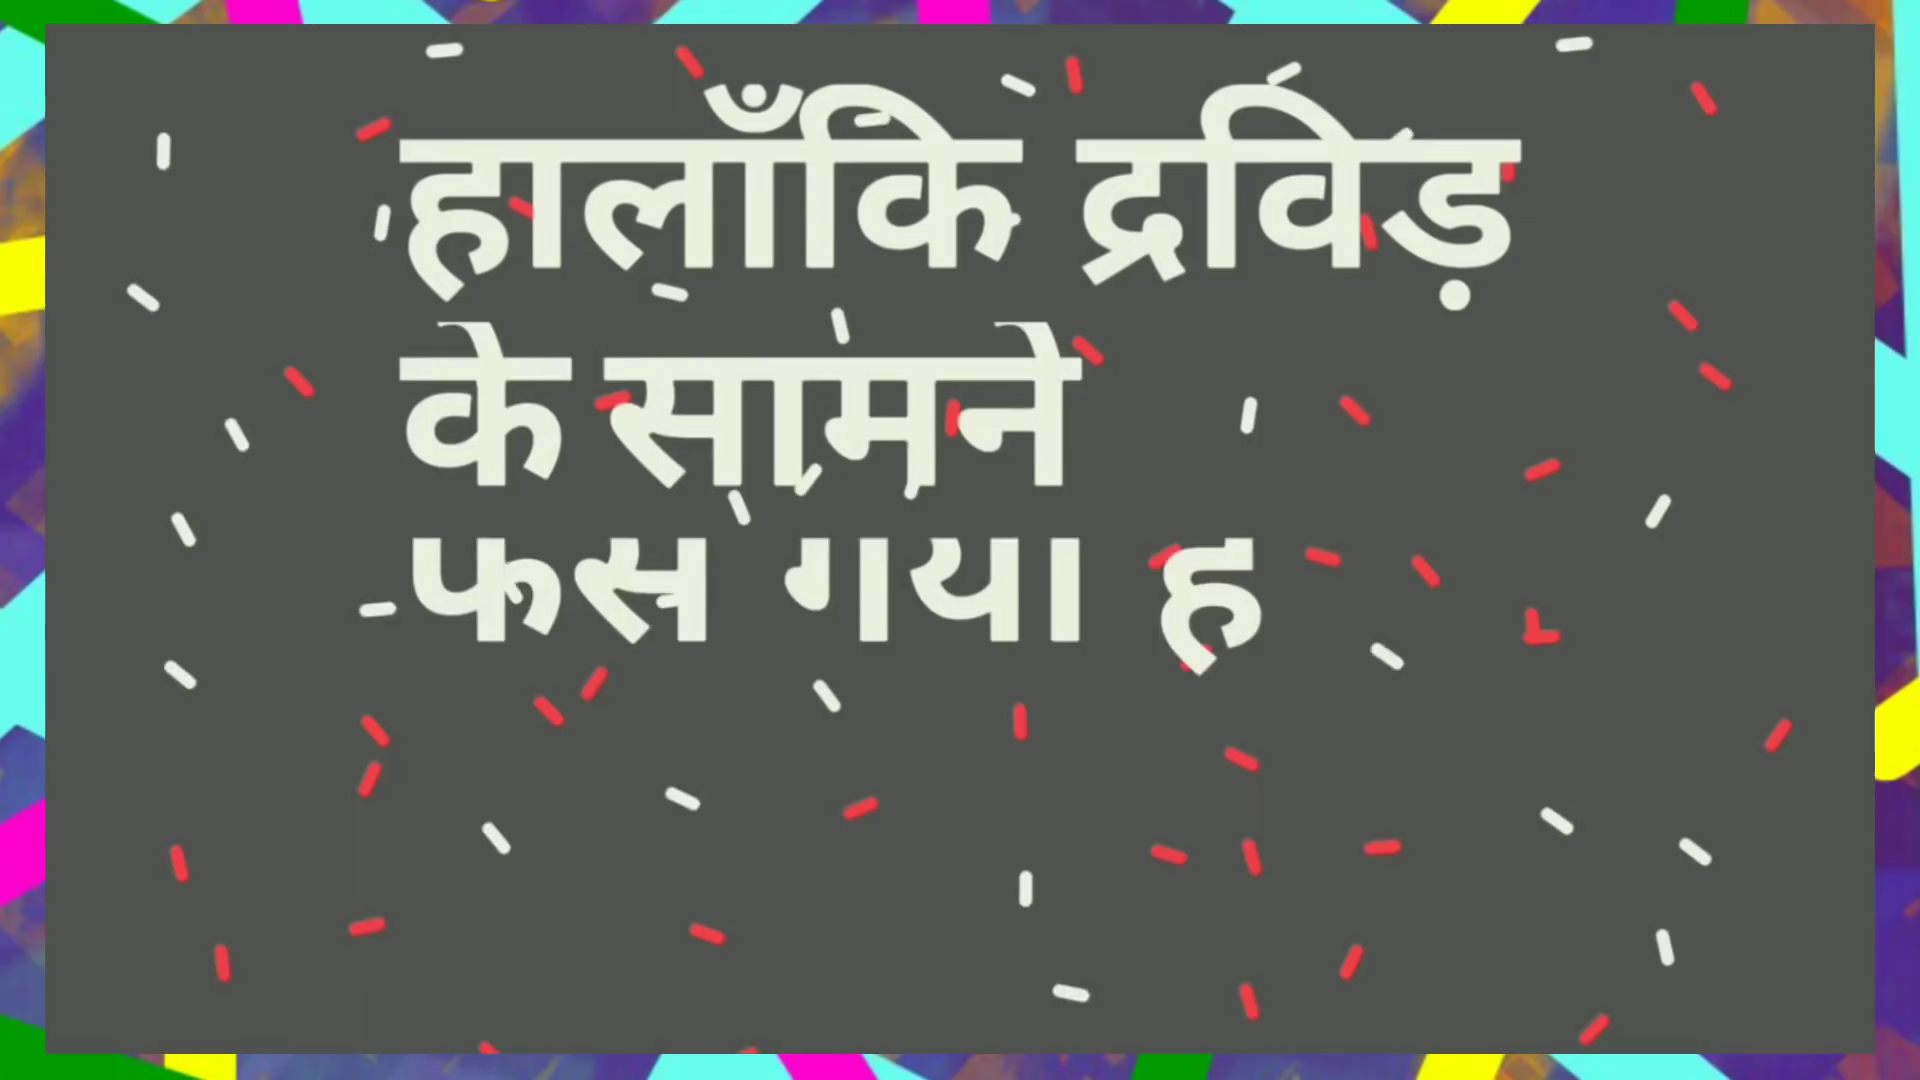 हालाँकि द्रविड़
के सामने
फस गया ह